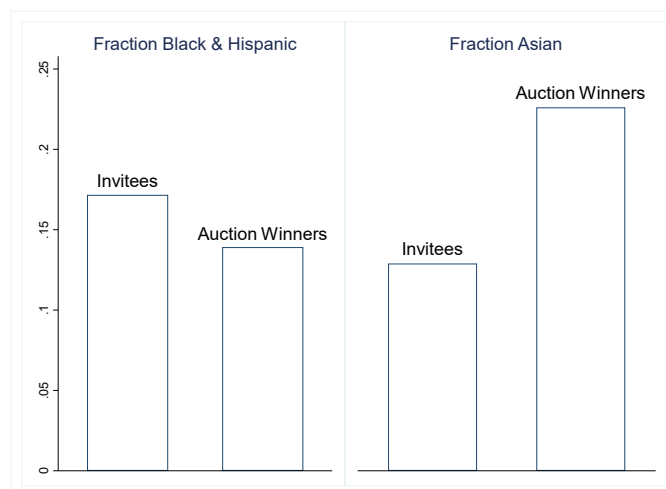 Fraction Black & Hispanic
Fraction Asian
.25
.2
.15
.1
.05
0
Invitees
Auction Winners
Invitees
Auction Winners